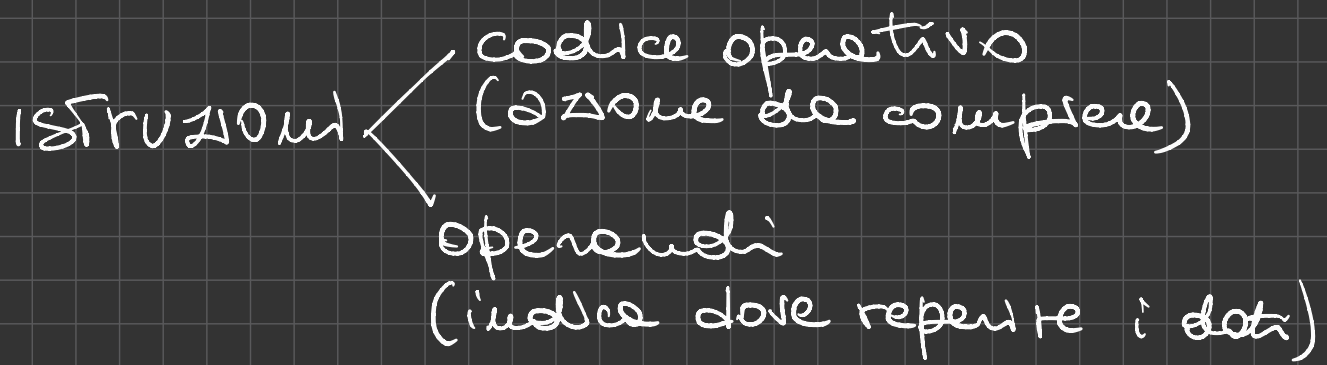 codice operativo
(azione da compiere)
ISTRUZIONI
operandi
(indica dove reperire i dati)